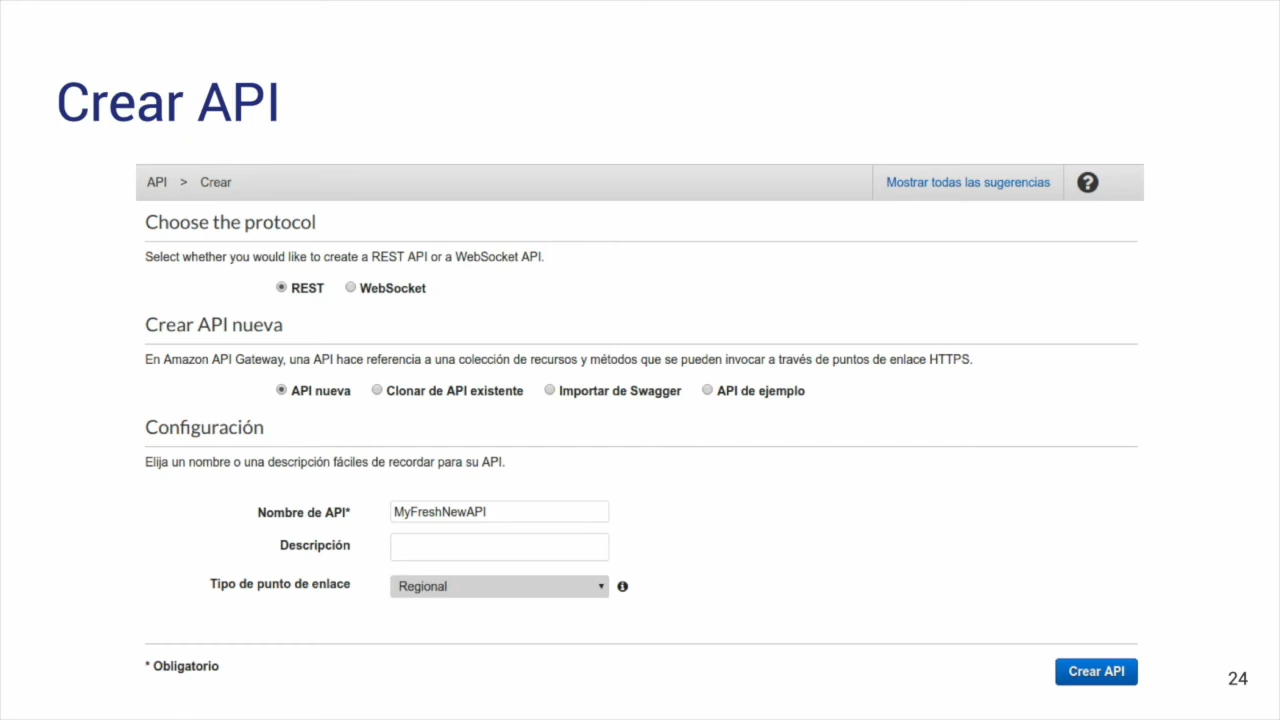 Crear API
API > Crear
Mostrar todas las sugerencias ?
Choose the protocol
Select whether you would like to create a REST API or a WebSocket API.
REST WebSocket
Crear API nueva
En Amazon API Gateway, una API hace referencia a una colección de recursos y métodos que se pueden invocar a través de puntos de enlace HTTPS.
API nueva Clonar de API existente Importar de Swagger API de ejemplo
Configuración
Elija un nombre o una descripción fáciles de recordar para su API.
Nombre de API* MyFreshNewAPI
Descripción
Tipo de punto de enlace Regional
* Obligatorio
Crear API
24